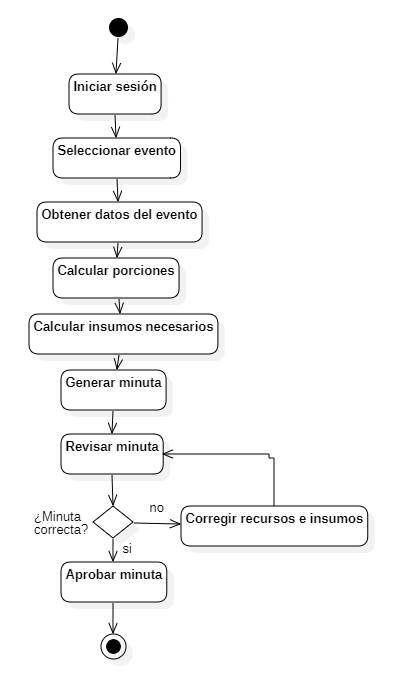 Iniciar sesión
Seleccionar evento
Obtener datos del evento
Calcular porciones
Calcular insumos necesarios
Generar minuta
Revisar minuta
¿Minuta
correcta?
no
Corregir recursos e insumos
si
Aprobar minuta